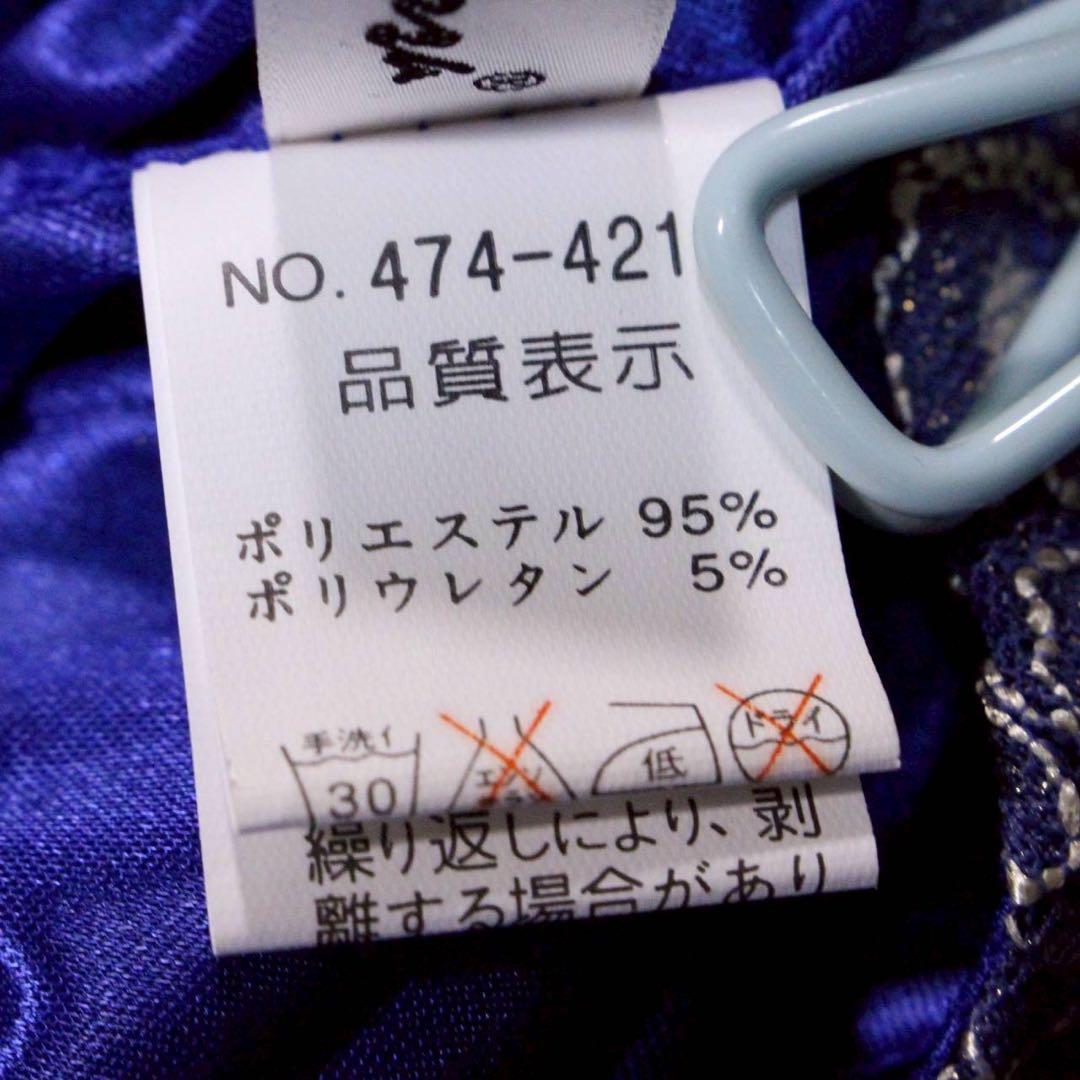 ®
NO. 474-421
品質表示
ポリエステル 95%
ポリウレタン 5%
手洗イ
30
低
ドライ
繰り返しにより、剥
離する場合があり